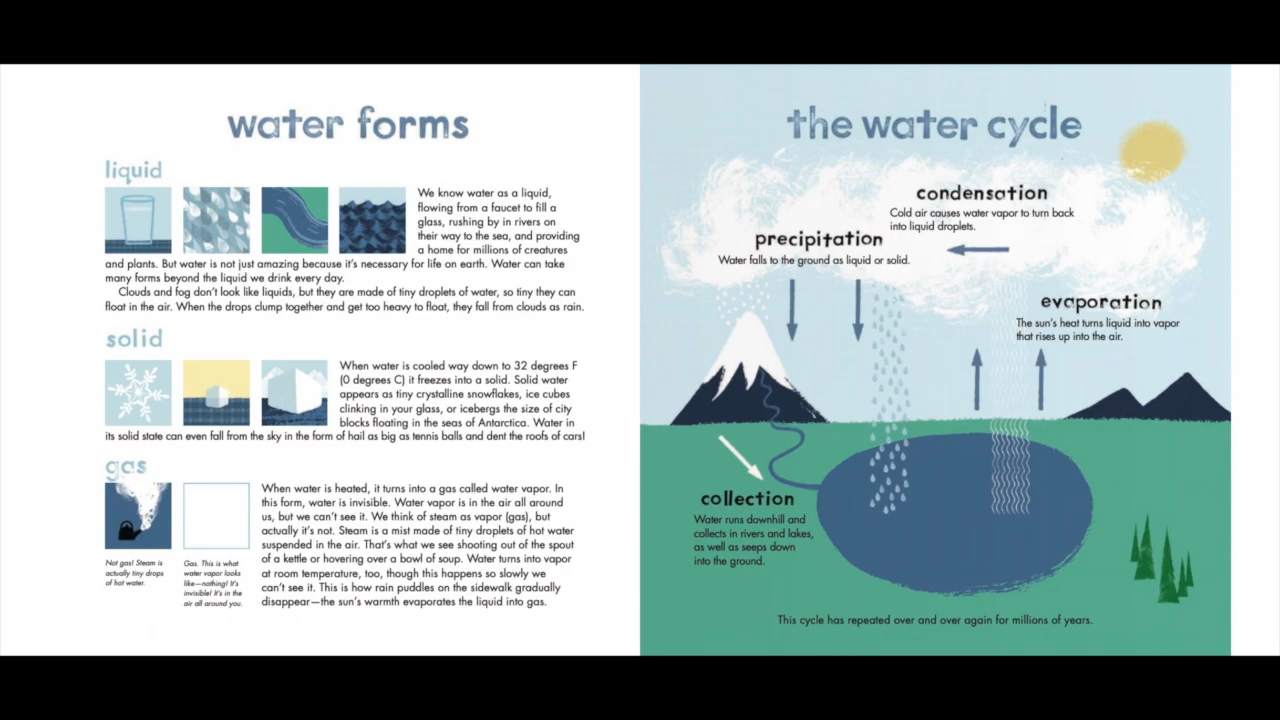 water forms
liquid
We know water as a liquid,
flowing from a faucet to fill a
glass, rushing by in rivers on
their way to the sea, and providing
a home for millions of creatures
and plants. But water is not just amazing because it's necessary for life on earth. Water can take
many forms beyond the liquid we drink every day.
Clouds and fog don't look like liquids, but they are made of tiny droplets of water, so tiny they can
float in the air. When the drops clump together and get too heavy to float, they fall from clouds as rain.
solid
When water is cooled way down to 32 degrees F
(0 degrees C) it freezes into a solid. Solid water
appears as tiny crystalline snowflakes, ice cubes
clinking in your glass, or icebergs the size of city
blocks floating in the seas of Antarctica. Water in
its solid state can even fall from the sky in the form of hail as big as tennis balls and dent the roofs of cars!
gas
Not gas! Steam is
actually tiny drops
of hot water.
Gas. This is what
water vapor looks
like—nothing! It's
invisible! It's in the
air all around you.
When water is heated, it turns into a gas called water vapor. In
this form, water is invisible. Water vapor is in the air all around
us, but we can't see it. We think of steam as vapor (gas), but
actually it's not. Steam is a mist made of tiny droplets of hot water
suspended in the air. That's what we see shooting out of the spout
of a kettle or hovering over a bowl of soup. Water turns into vapor
at room temperature, too, though this happens so slowly we
can't see it. This is how rain puddles on the sidewalk gradually
disappear—the sun's warmth evaporates the liquid into gas.
the water cycle
condensation
Cold air causes water vapor to turn back
into liquid droplets.
precipitation
Water falls to the ground as liquid or solid.
evaporation
The sun's heat turns liquid into vapor
that rises up into the air.
collection
Water runs downhill and
collects in rivers and lakes,
as well as seeps down
into the ground.
This cycle has repeated over and over again for millions of years.